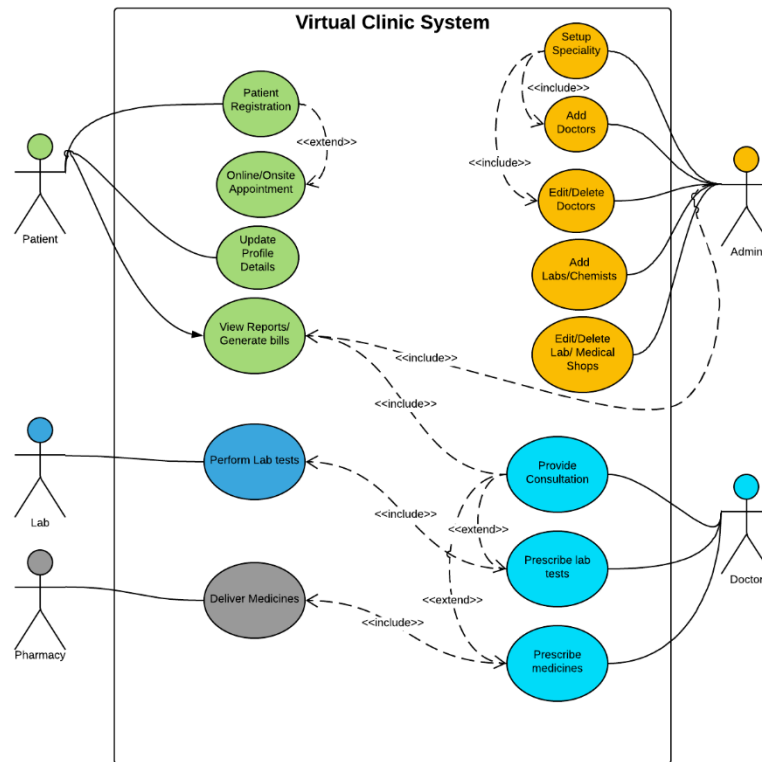 Virtual Clinic System
Setup
Speciality
<<include>>
Patient
Registration
<<extend>>
Add
Doctors
<<include>>
Online/Onsite
Appointment
Edit/Delete
Doctors
Patient
Admin
Update
Profile
Details
Add
Labs/Chemists
View Reports/
Generate bills
<<include>>
Edit/Delete
Lab/ Medical
Shops
<<include>>
Perform Lab tests
Provide
Consultation
Lab
<<include>>
<<extend>>
Prescribe lab
tests
Doctor
Deliver Medicines
<<extend>>
<<include>>
Pharmacy
Prescribe
medicines